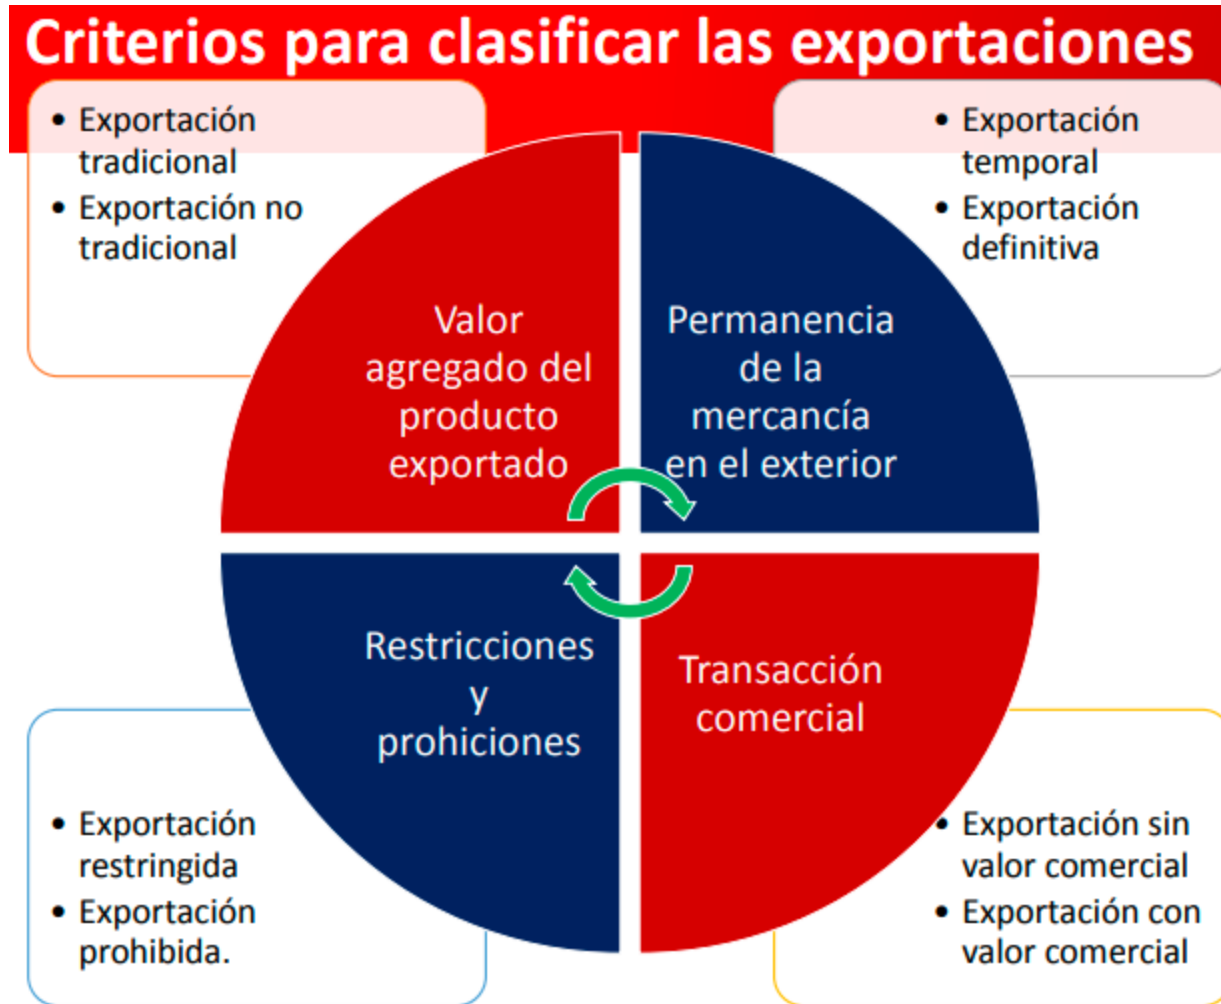 Criterios para clasificar las exportaciones
• Exportación
tradicional
• Exportación no
tradicional
• Exportación
temporal
• Exportación
definitiva
Valor
agregado del
producto
exportado
Permanencia
de la
mercancía
en el exterior
Restricciones
y
prohiciones
Transacción
comercial
• Exportación
restringida
• Exportación
prohibida.
• Exportación sin
valor comercial
• Exportación con
valor comercial